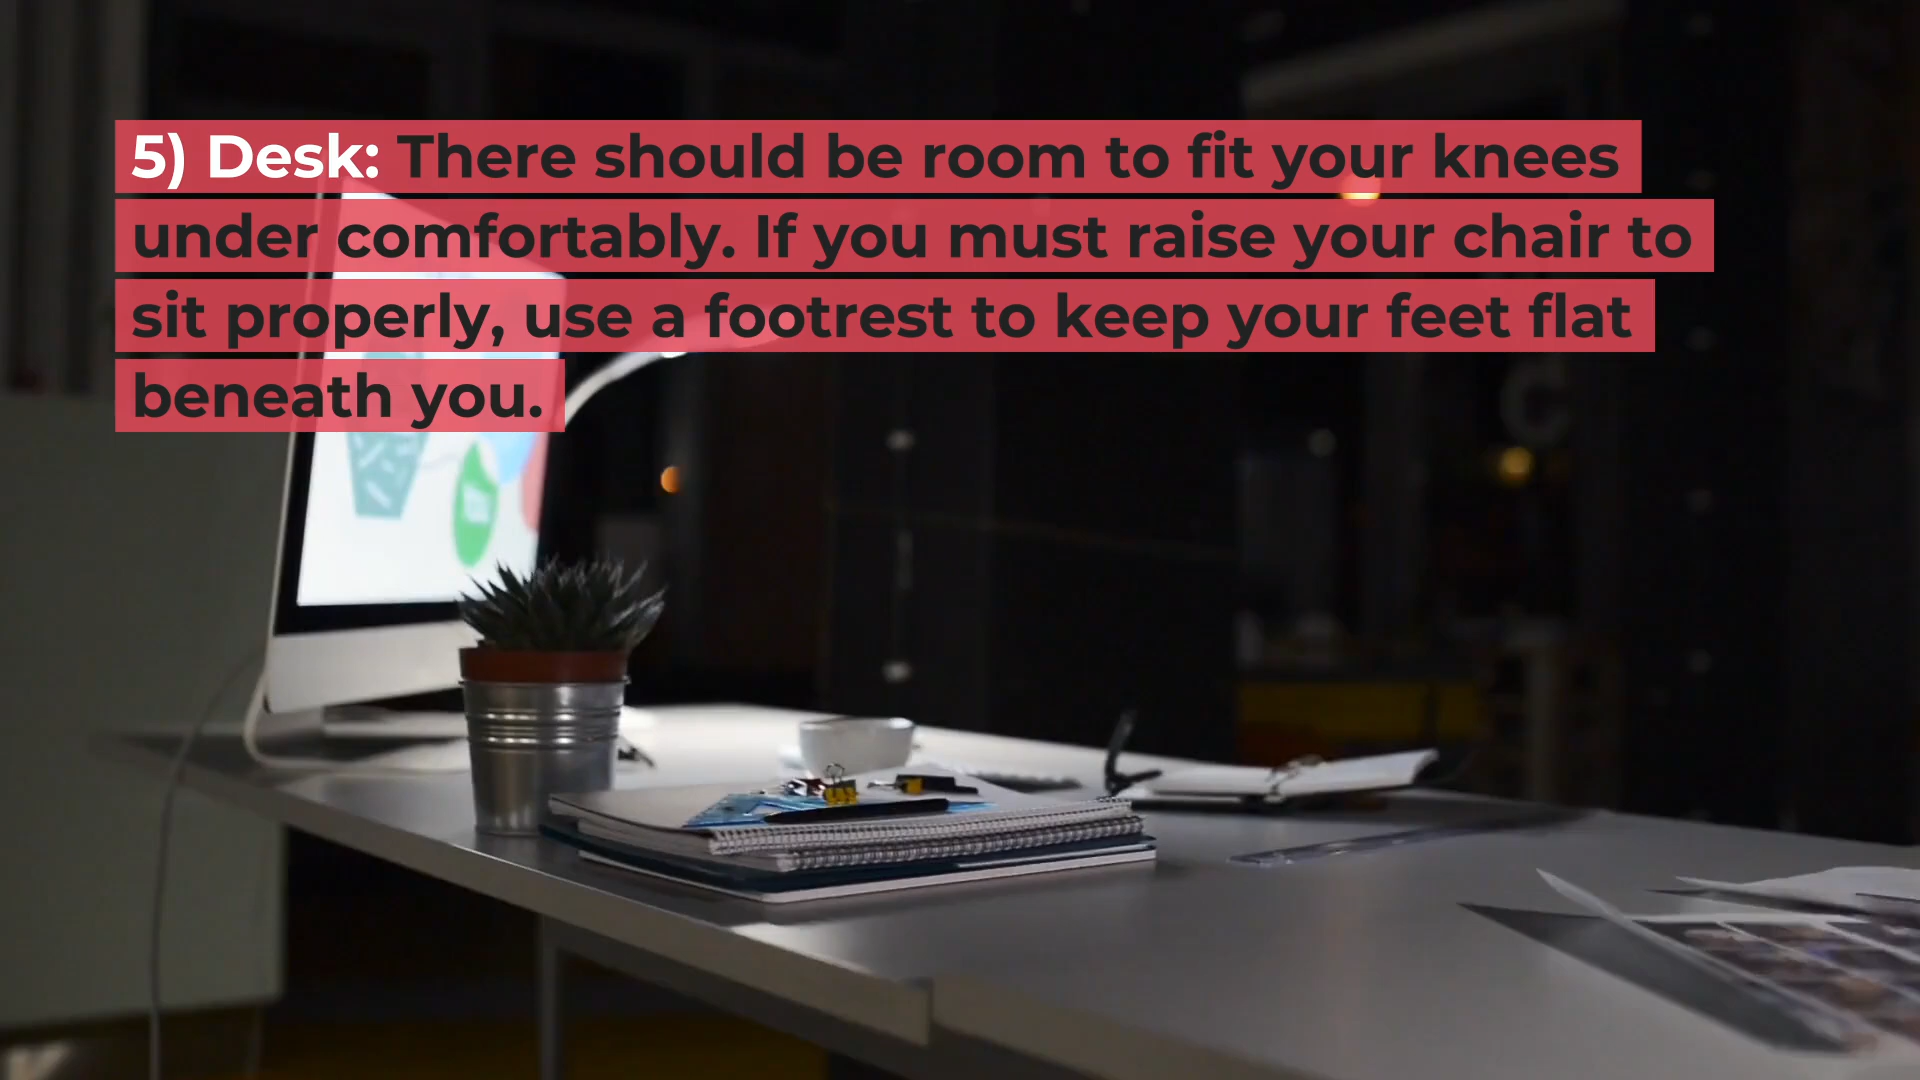 5) Desk: There should be room to fit your knees
under comfortably. If you must raise your chair to
sit properly, use a footrest to keep your feet flat
beneath you.